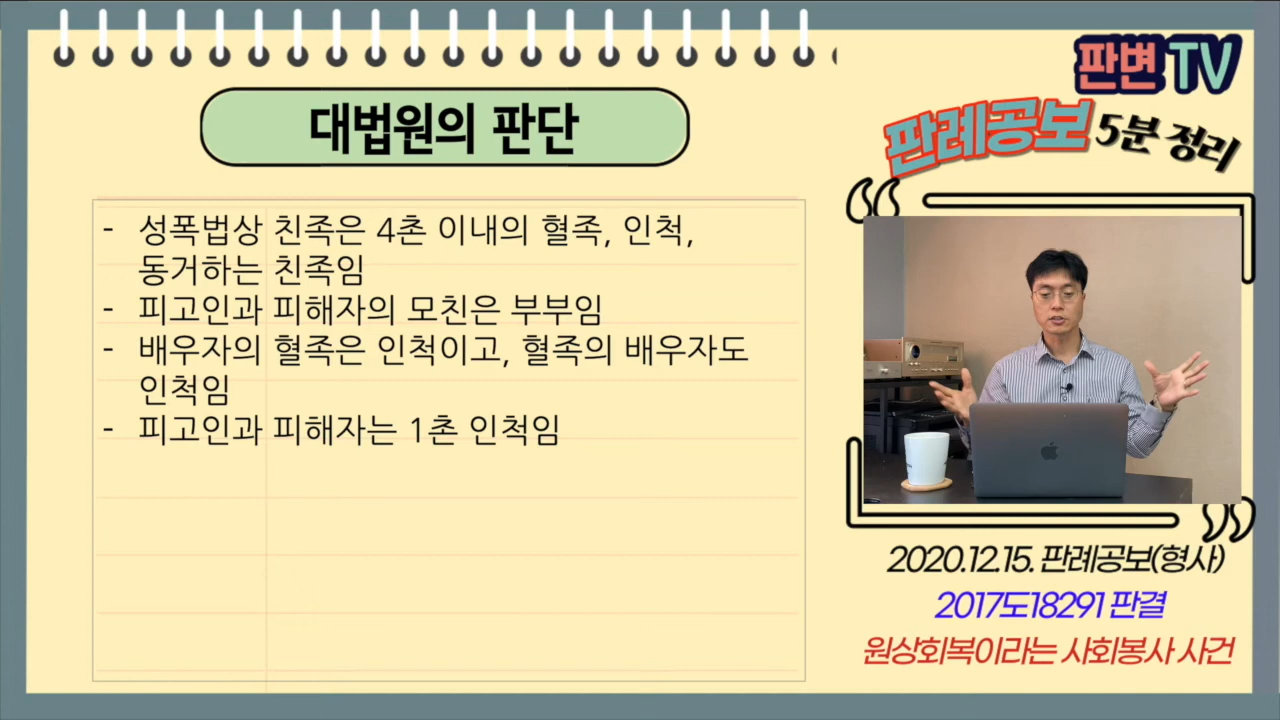 판변 TV
판례공보 5분 정리
대법원의 판단
- 성폭법상 친족은 4촌 이내의 혈족, 인척,
동거하는 친족임
- 피고인과 피해자의 모친은 부부임
- 배우자의 혈족은 인척이고, 혈족의 배우자도
인척임
- 피고인과 피해자는 1촌 인척임
2020.12.15. 판례공보(형사)
2017도18291 판결
원상회복이라는 사회봉사 사건